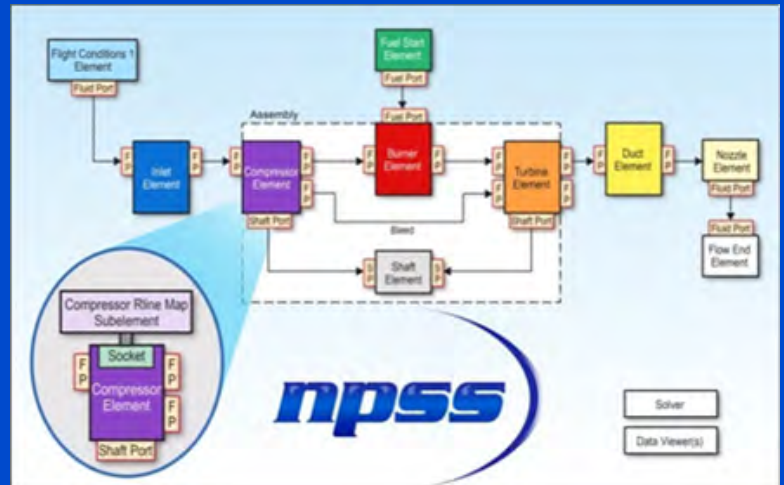 Flight Conditions 1
Element
Fluid Port
Fuel Start
Element
Fuel Port
Assembly
Fuel Port
F
P
Inlet
Element
F
P
F
P
Compressor
Element
F
P
F
P
Shaft Port
F
P
Burner
Element
F
P
Bleed
F
P
F
P
Turbine
Element
F
P
F
P
Shaft Port
F
P
Duct
Element
F
P
Nozzle
Element
Fluid Port
Fluid Port
Flow End
Element
S
P
Shaft
Element
S
P
Compressor Rline Map
Subelement
Socket
F
P
Compressor
Element
F
P
F
P
Shaft Port
npss
Solver
Data Viewer(s)